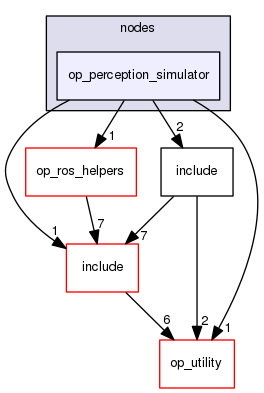 nodes
op_perception_simulator
1
2
op_ros_helpers
include
7
7
1
include
6
2
1
op_utility